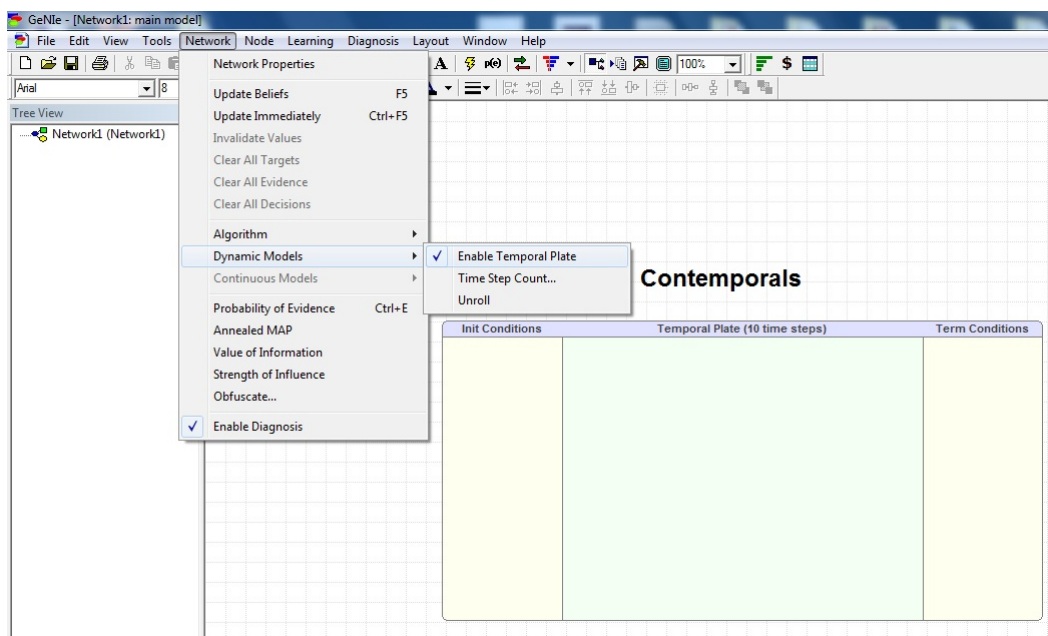 GeNIe - [Network1: main model]
File Edit View Tools Network Node Learning Diagnosis Layout Window Help
A p(e) 100% $
Arial 8
Tree View
Network1 (Network1)
Network Properties
Update Beliefs F5
Update Immediately Ctrl+F5
Invalidate Values
Clear All Targets
Clear All Evidence
Clear All Decisions
Algorithm
Dynamic Models
Continuous Models
Probability of Evidence Ctrl+E
Annealed MAP
Value of Information
Strength of Influence
Obfuscate...
Enable Diagnosis
Enable Temporal Plate
Time Step Count...
Unroll
Contemporals
Init Conditions Temporal Plate (10 time steps) Term Conditions